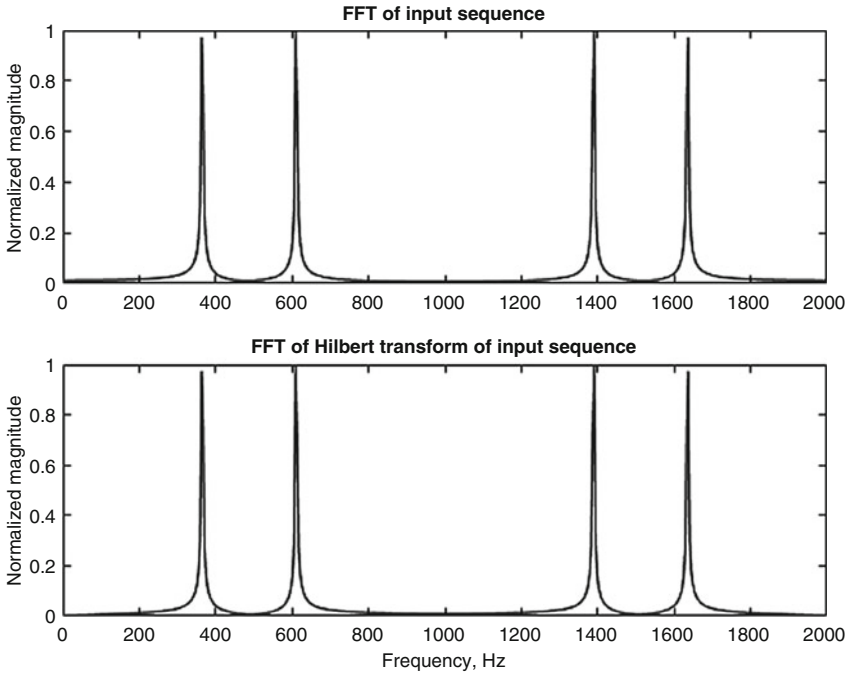 FFT of input sequence
Normalized magnitude
1
0.8
0.6
0.4
0.2
0
0 200 400 600 800 1000 1200 1400 1600 1800 2000
FFT of Hilbert transform of input sequence
Normalized magnitude
1
0.8
0.6
0.4
0.2
0
0 200 400 600 800 1000 1200 1400 1600 1800 2000
Frequency, Hz